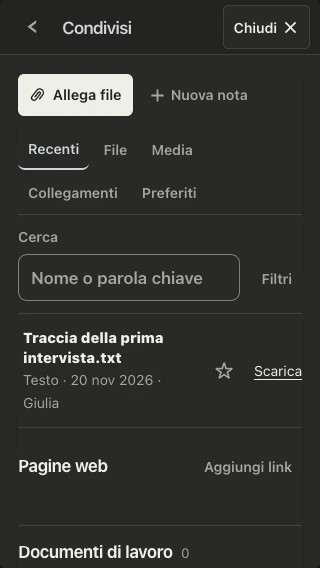 Condivisi
Chiudi
Allega file
Nuova nota
Recenti
File
Media
Collegamenti
Preferiti
Cerca
Nome o parola chiave
Filtri
Traccia della prima
intervista.txt
Testo · 20 nov 2026 ·
Giulia
Scarica
Pagine web
Aggiungi link
Documenti di lavoro 0